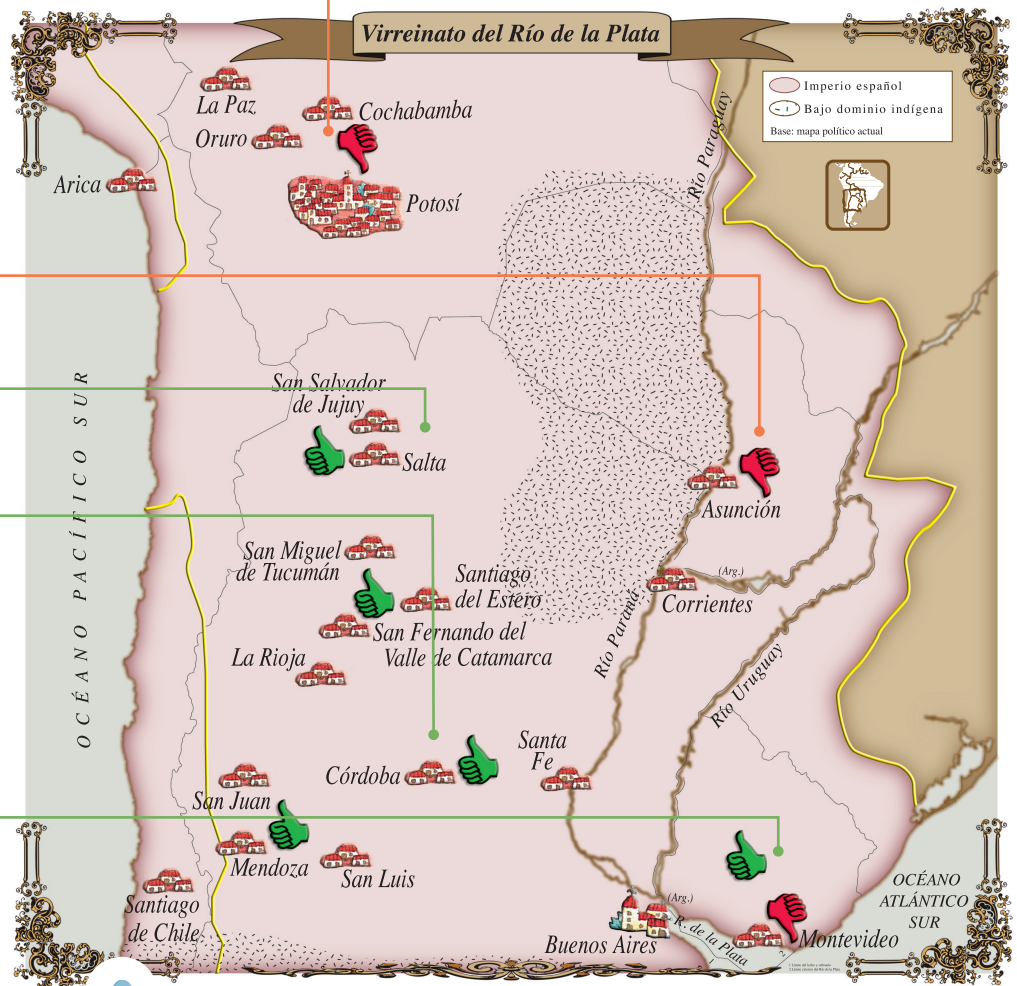 Virreinato del Río de la Plata
Imperio español
Bajo dominio indígena
Base: mapa político actual
La Paz
Cochabamba
Oruro
Arica
Potosí
Río Paraguay
OCÉANO PACÍFICO SUR
San Salvador
de Jujuy
Salta
Asunción
San Miguel
de Tucumán
Santiago
del Estero
(Arg.)
Corrientes
Río Paraná
San Fernando del
Valle de Catamarca
La Rioja
Río Uruguay
Santa
Fe
Córdoba
San Juan
Mendoza
San Luis
Santiago
de Chile
OCÉANO
ATLÁNTICO
SUR
(Arg.)
R. de la Plata
Buenos Aires
Montevideo
1
2